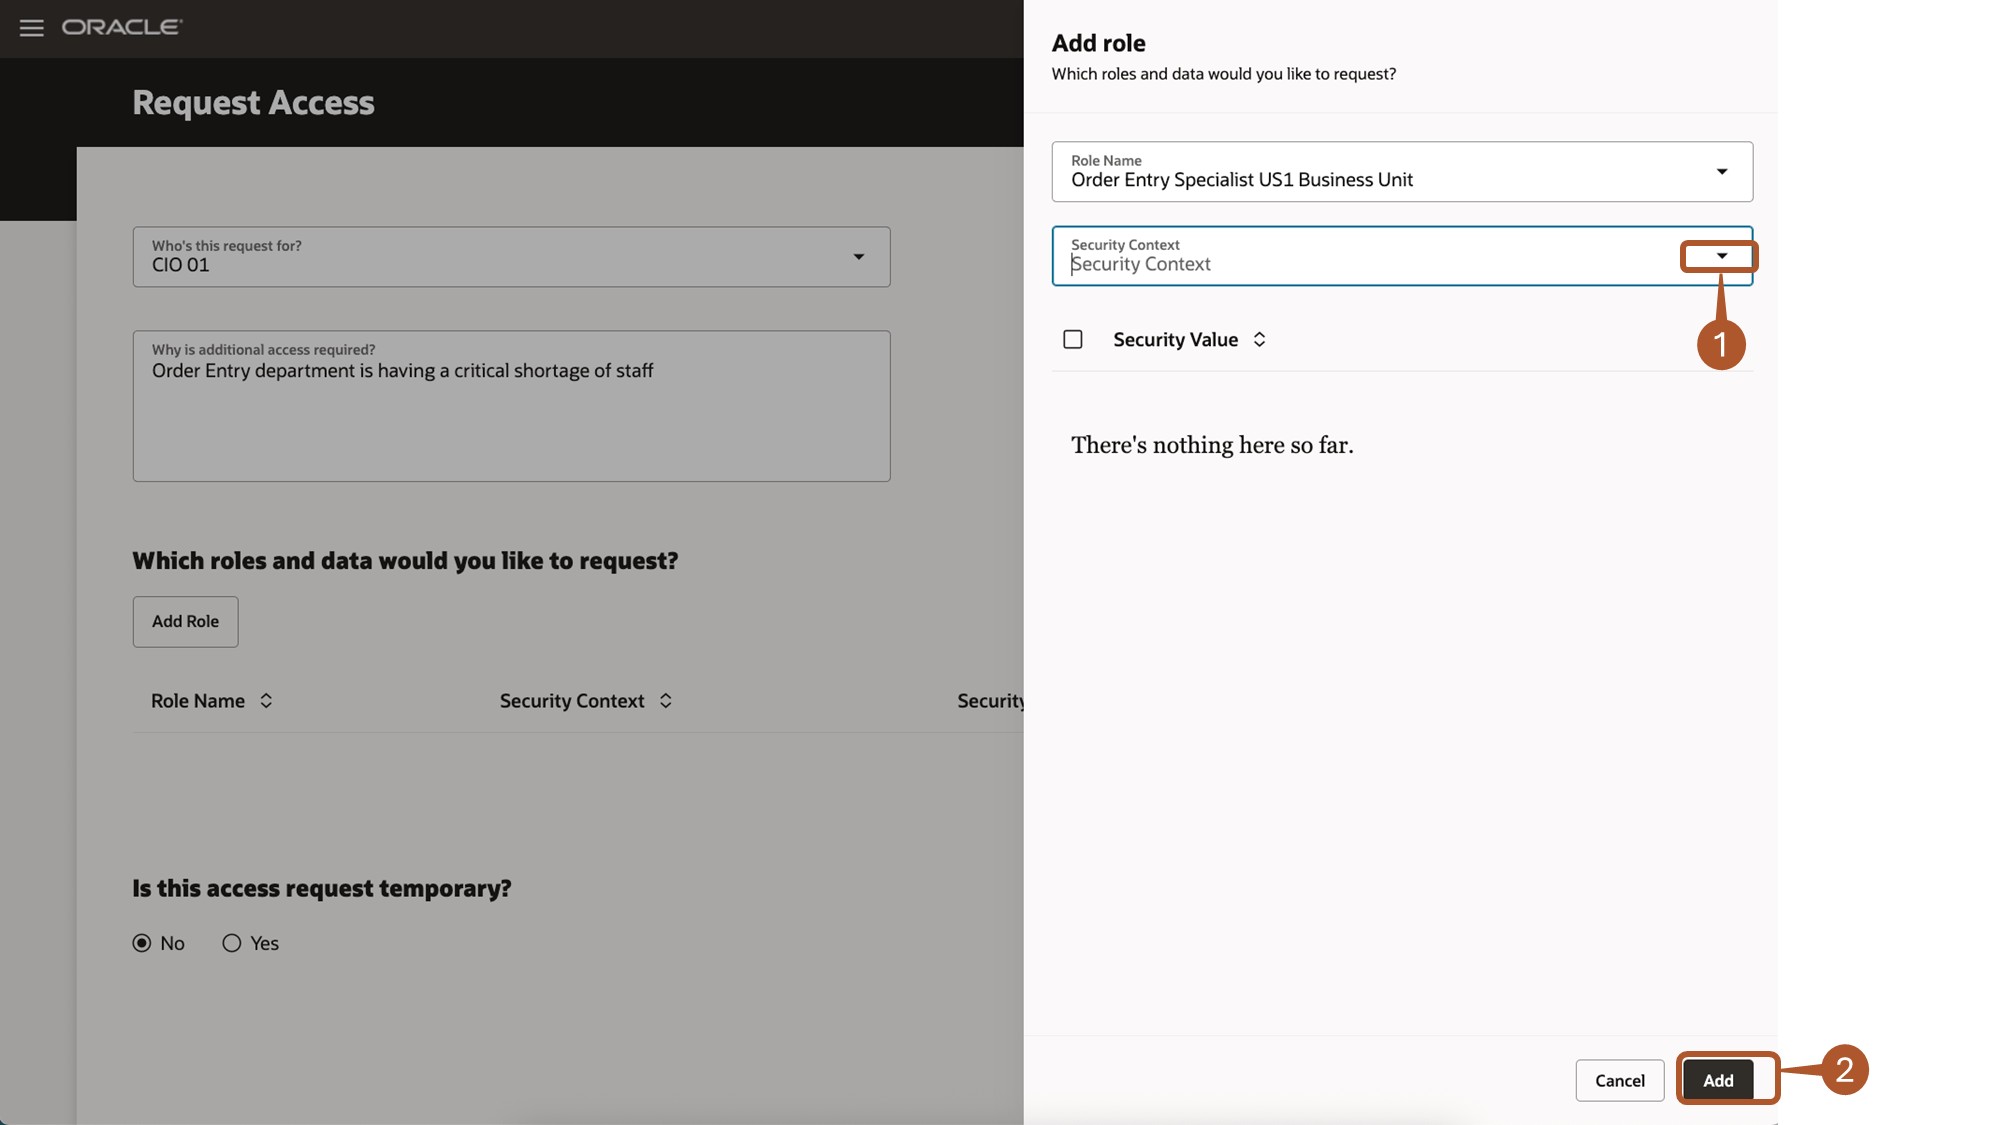 ORACLE
Request Access
Who's this request for?
CIO 01
Why is additional access required?
Order Entry department is having a critical shortage of staff
Which roles and data would you like to request?
Add Role
Role Name
Security Context
Security
Is this access request temporary?
No
Yes
Add role
Which roles and data would you like to request?
Role Name
Order Entry Specialist US1 Business Unit
Security Context
Security Context
1
Security Value
There's nothing here so far.
Cancel
Add
2